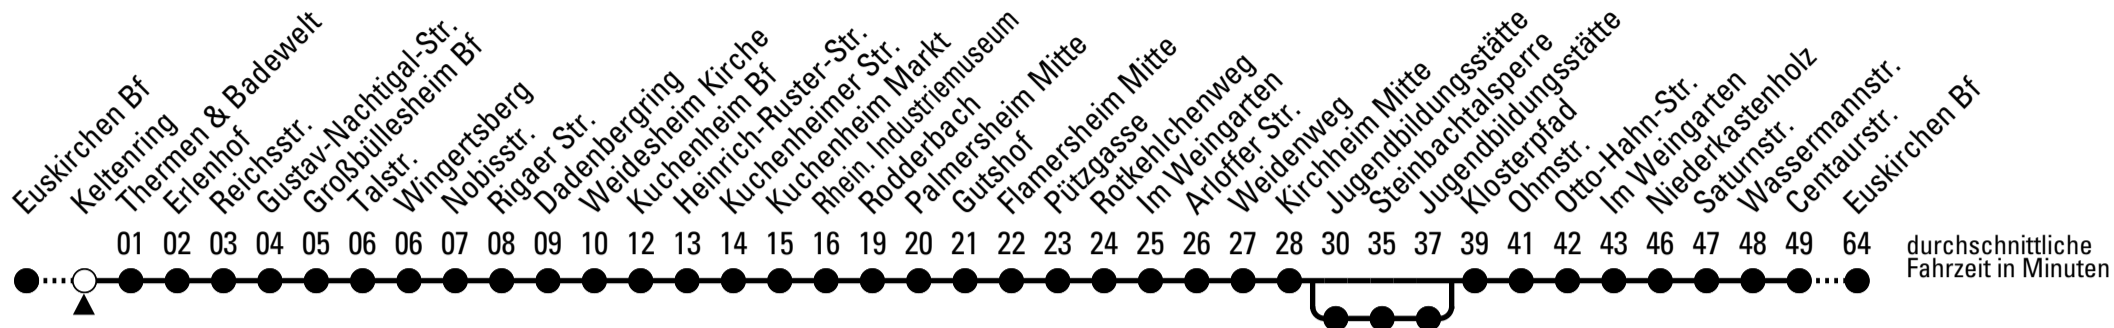 Euskirchen Bf
Keltenring
Thermen & Badewelt
Erlenhof
Reichsstr.
Gustav-Nachtigal-Str.
Großbüllesheim Bf
Talstr.
Wingertsberg
Nobisstr.
Rigaer Str.
Dadenbergring
Weidesheim Kirche
Kuchenheim Bf
Heinrich-Ruster-Str.
Kuchenheimer Str.
Kuchenheim Markt
Rhein. Industriemuseum
Rodderbach
Palmersheim Mitte
Gutshof
Flamersheim Mitte
Pützgasse
Rotkehlchenweg
Im Weingarten
Arloffer Str.
Weidenweg
Kirchheim Mitte
Jugendbildungsstätte
Steinbachtalsperre
Jugendbildungsstätte
Klosterpfad
Ohmstr.
Otto-Hahn-Str.
Im Weingarten
Niederkastenholz
Saturnstr.
Wassermannstr.
Centaurstr.
Euskirchen Bf
01 02 03 04 05 06 06 07 08 09 10 12 13 14 15 16 19 20 21 22 23 24 25 26 27 28 30 35 37 39 41 42 43 46 47 48 49 64
durchschnittliche
Fahrzeit in Minuten